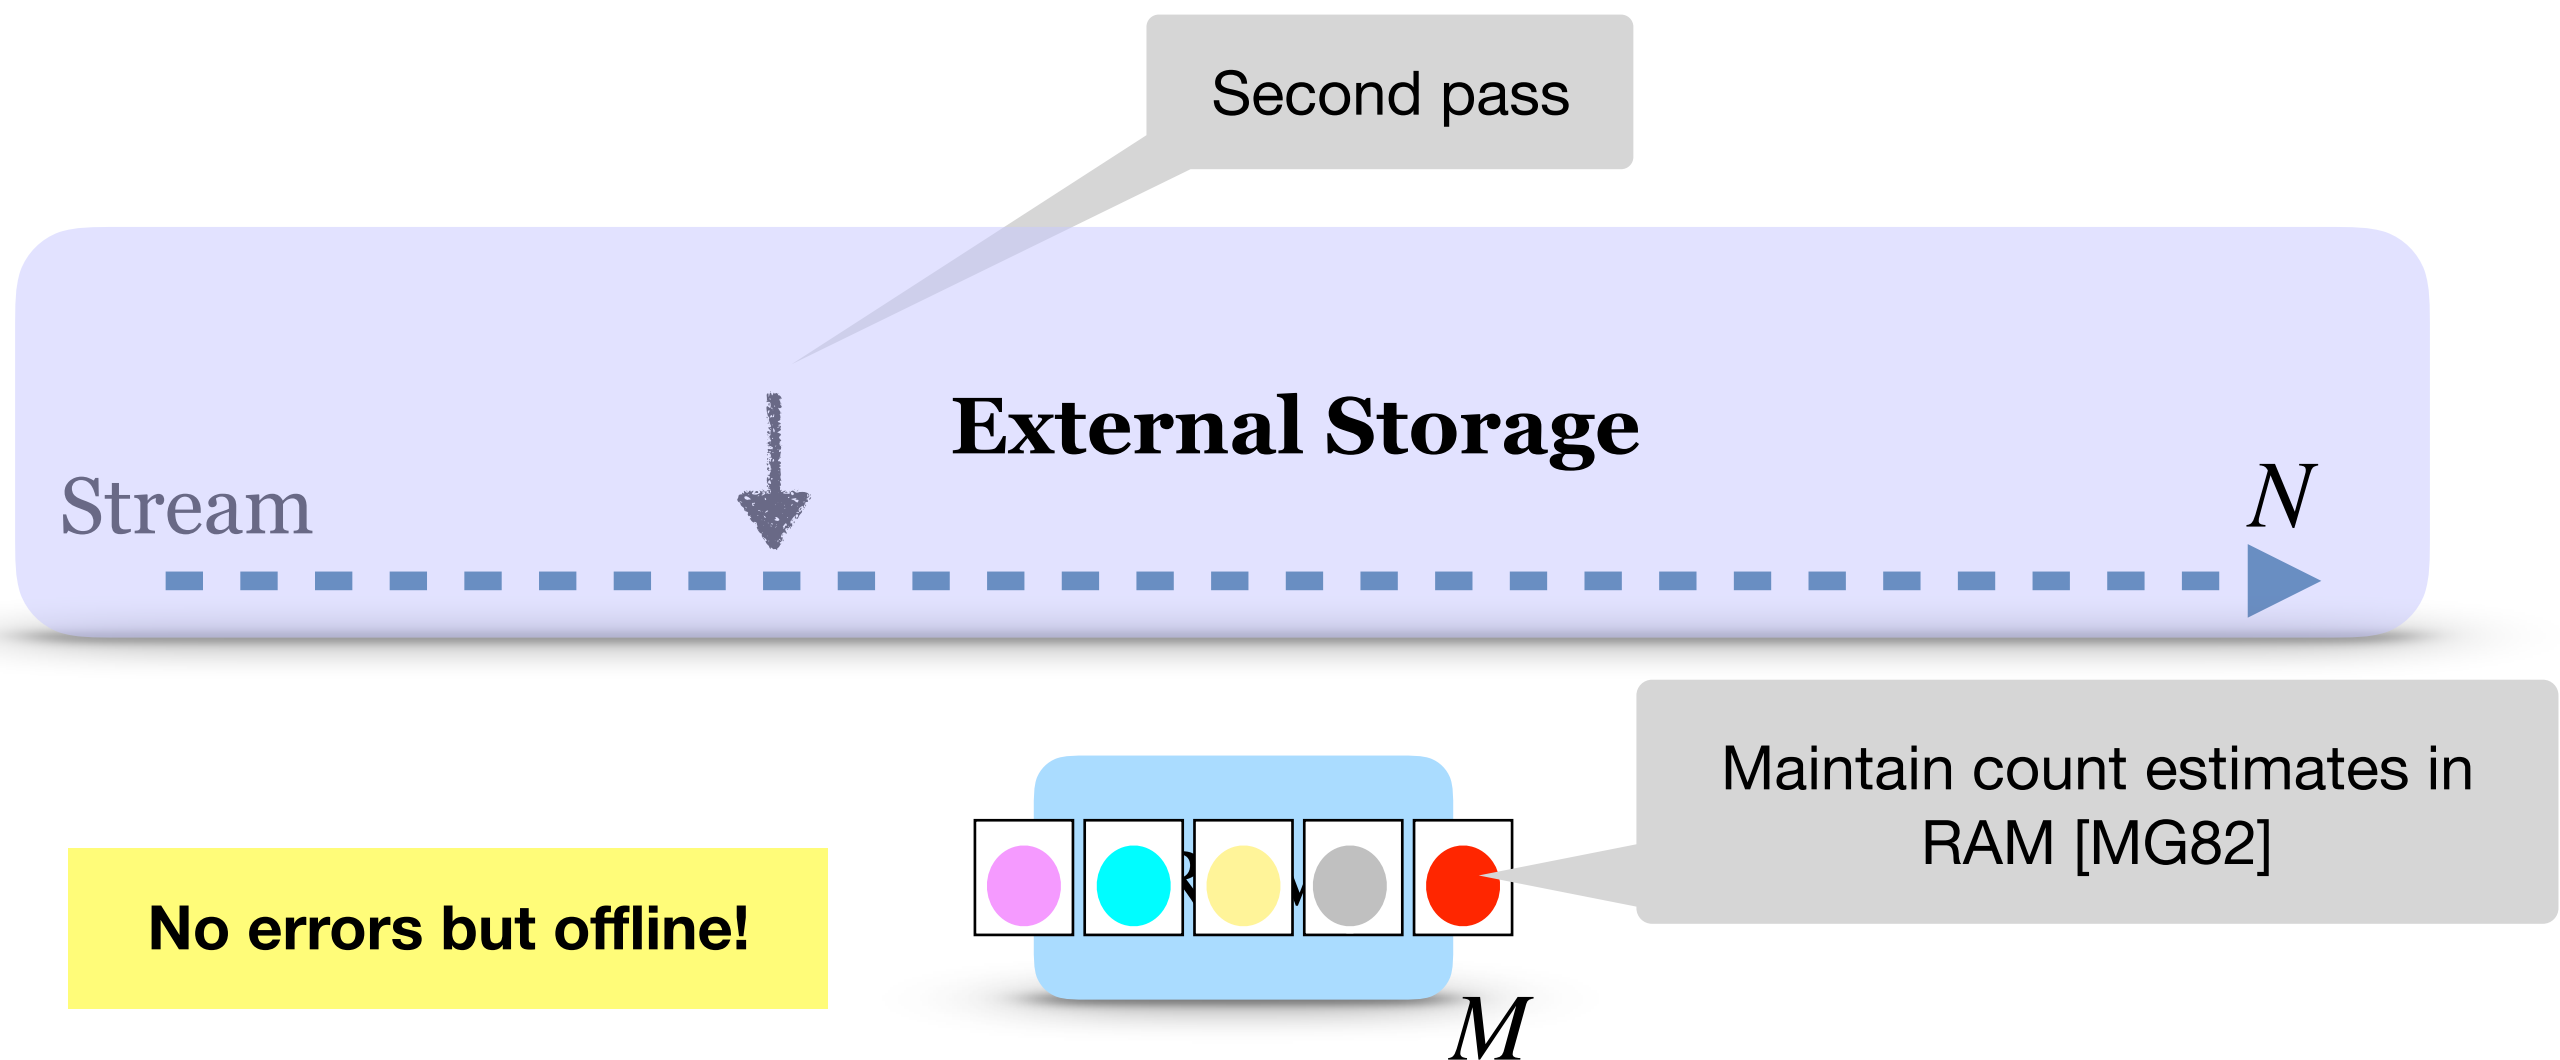 Second pass
External Storage
Stream
N
Maintain count estimates in
RAM [MG82]
No errors but offline!
M